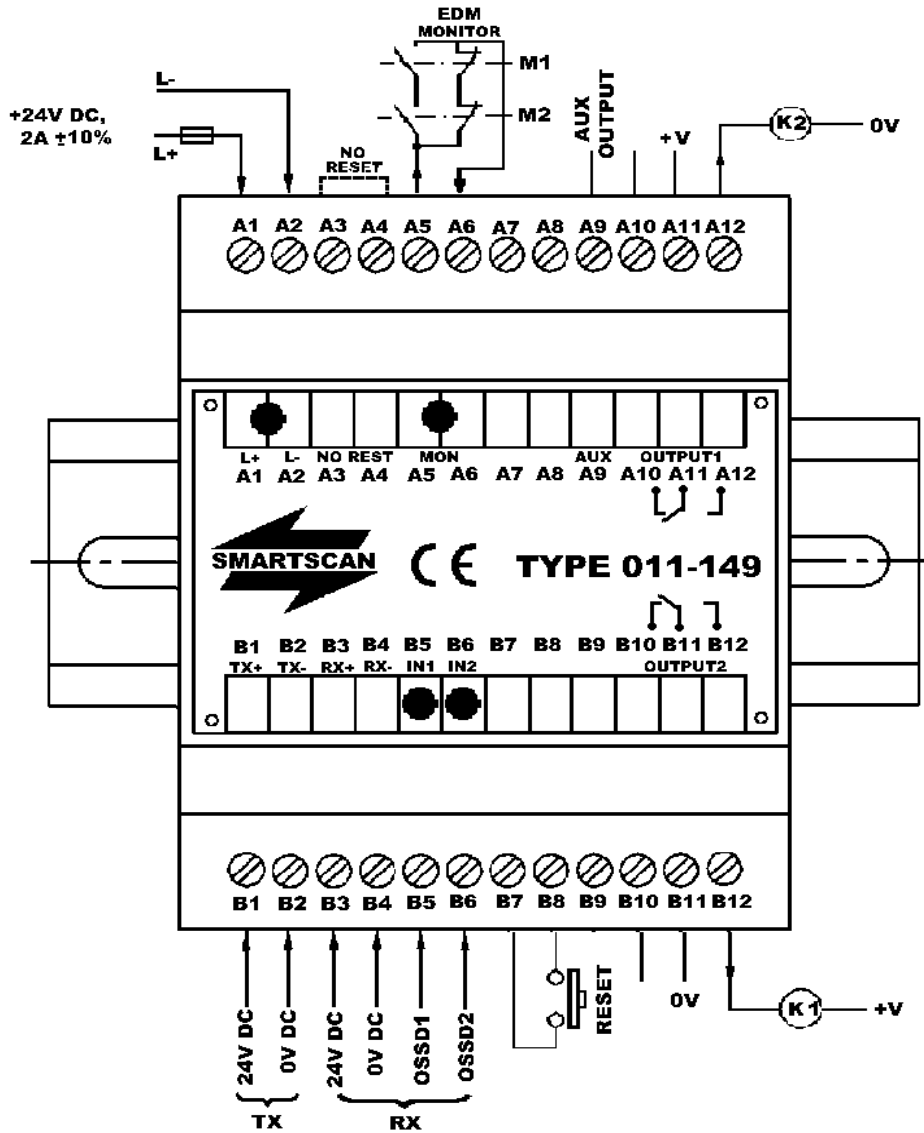 EDM
MONITOR
M1
M2
L-
+24V DC,
2A ±10%
L+
NO
RESET
AUX
OUTPUT
+V
K2
0V
A1 A2 A3 A4 A5 A6 A7 A8 A9 A10 A11 A12
L+ L- NO REST MON AUX OUTPUT1
A1 A2 A3 A4 A5 A6 A7 A8 A9 A10 A11 A12
SMARTSCAN CE TYPE 011-149
B1 B2 B3 B4 B5 B6 B7 B8 B9 B10 B11 B12
TX+ TX- RX+ RX- IN1 IN2 OUTPUT2
B1 B2 B3 B4 B5 B6 B7 B8 B9 B10 B11 B12
24V DC
0V DC
24V DC
0V DC
OSSD1
OSSD2
RESET
0V
K1
+V
TX
RX